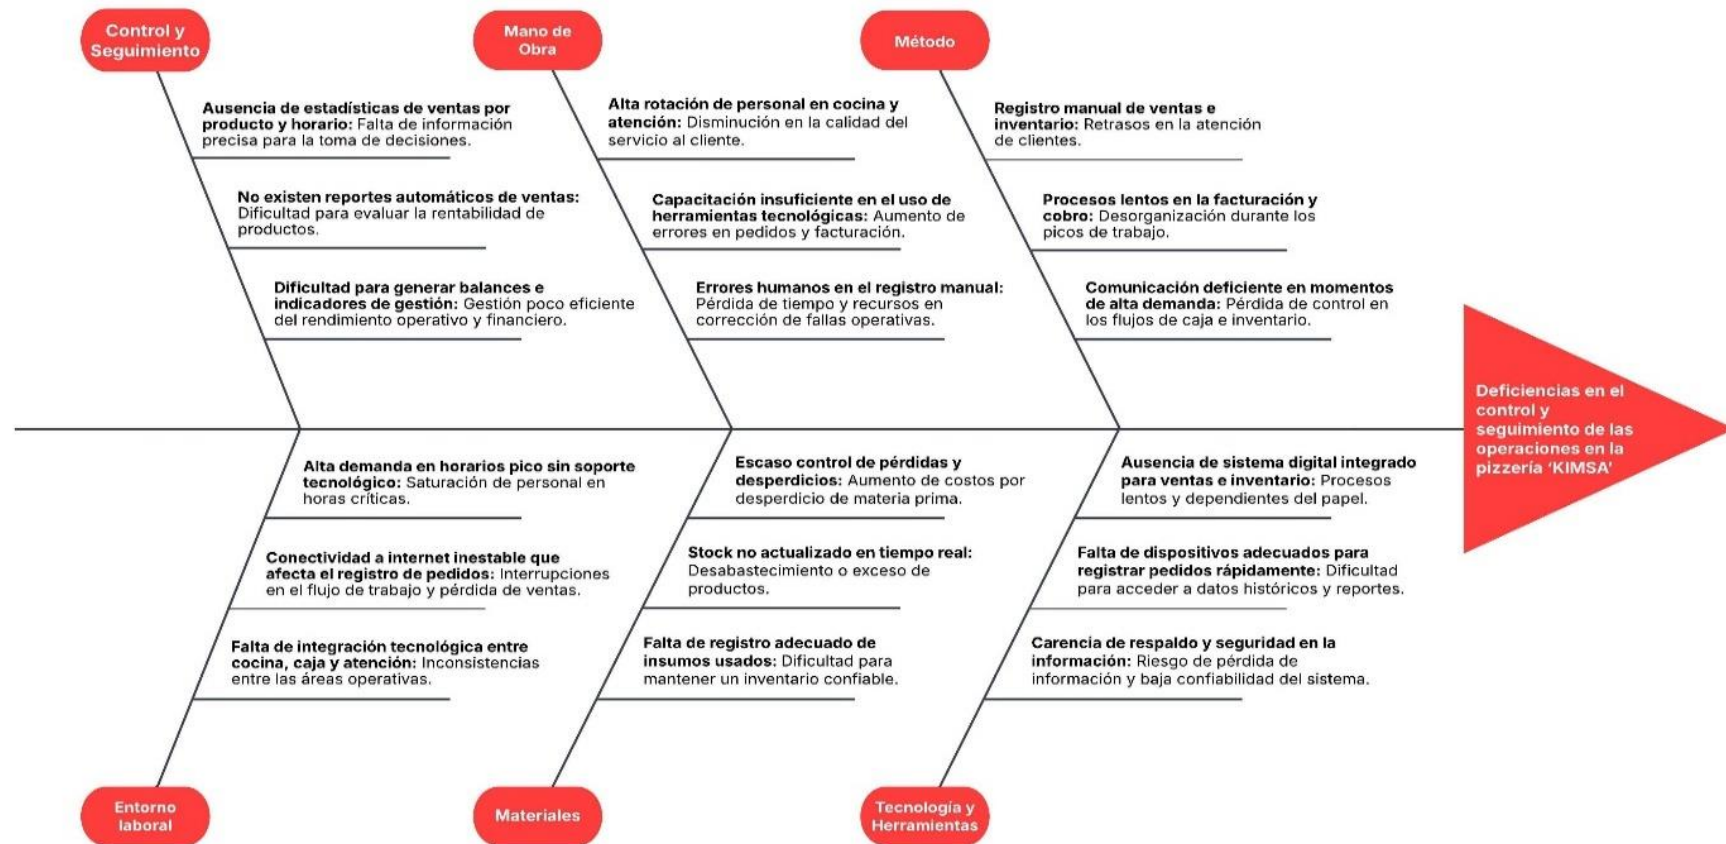 Control y
Seguimiento
Ausencia de estadísticas de ventas por
producto y horario: Falta de información
precisa para la toma de decisiones.
No existen reportes automáticos de ventas:
Dificultad para evaluar la rentabilidad de
productos.
Dificultad para generar balances e
indicadores de gestión: Gestión poco eficiente
del rendimiento operativo y financiero.
Mano de
Obra
Alta rotación de personal en cocina y
atención: Disminución en la calidad del
servicio al cliente.
Capacitación insuficiente en el uso de
herramientas tecnológicas: Aumento de
errores en pedidos y facturación.
Errores humanos en el registro manual:
Pérdida de tiempo y recursos en
corrección de fallas operativas.
Método
Registro manual de ventas e
inventario: Retrasos en la atención
de clientes.
Procesos lentos en la facturación y
cobro: Desorganización durante los
picos de trabajo.
Comunicación deficiente en momentos
de alta demanda: Pérdida de control en
los flujos de caja e inventario.
Deficiencias en el
control y
seguimiento de las
operaciones en la
pizzería ‘KIMSA’
Alta demanda en horarios pico sin soporte
tecnológico: Saturación de personal en
horas críticas.
Conectividad a internet inestable que
afecta el registro de pedidos: Interrupciones
en el flujo de trabajo y pérdida de ventas.
Falta de integración tecnológica entre
cocina, caja y atención: Inconsistencias
entre las áreas operativas.
Entorno
laboral
Escaso control de pérdidas y
desperdicios: Aumento de costos por
desperdicio de materia prima.
Stock no actualizado en tiempo real:
Desabastecimiento o exceso de
productos.
Falta de registro adecuado de
insumos usados: Dificultad para
mantener un inventario confiable.
Materiales
Ausencia de sistema digital integrado
para ventas e inventario: Procesos
lentos y dependientes del papel.
Falta de dispositivos adecuados para
registrar pedidos rápidamente: Dificultad
para acceder a datos históricos y reportes.
Carencia de respaldo y seguridad en la
información: Riesgo de pérdida de
información y baja confiabilidad del sistema.
Tecnología y
Herramientas